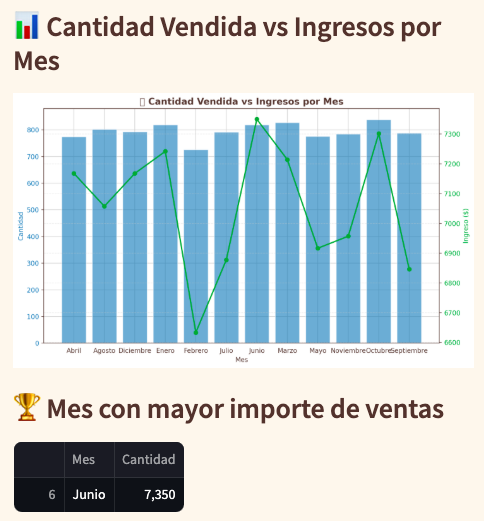 📊 Cantidad Vendida vs Ingresos por
Mes
Cantidad Vendida vs Ingresos por Mes
800
700
600
500
400
300
200
100
0
Cantidad
7300
7200
7100
7000
6900
6800
6700
6600
Ingreso ($)
Abril Agosto Diciembre Enero Febrero Julio Junio Marzo Mayo Noviembre Octubre Septiembre
Mes
🏆 Mes con mayor importe de ventas
Mes Cantidad
6 Junio 7,350